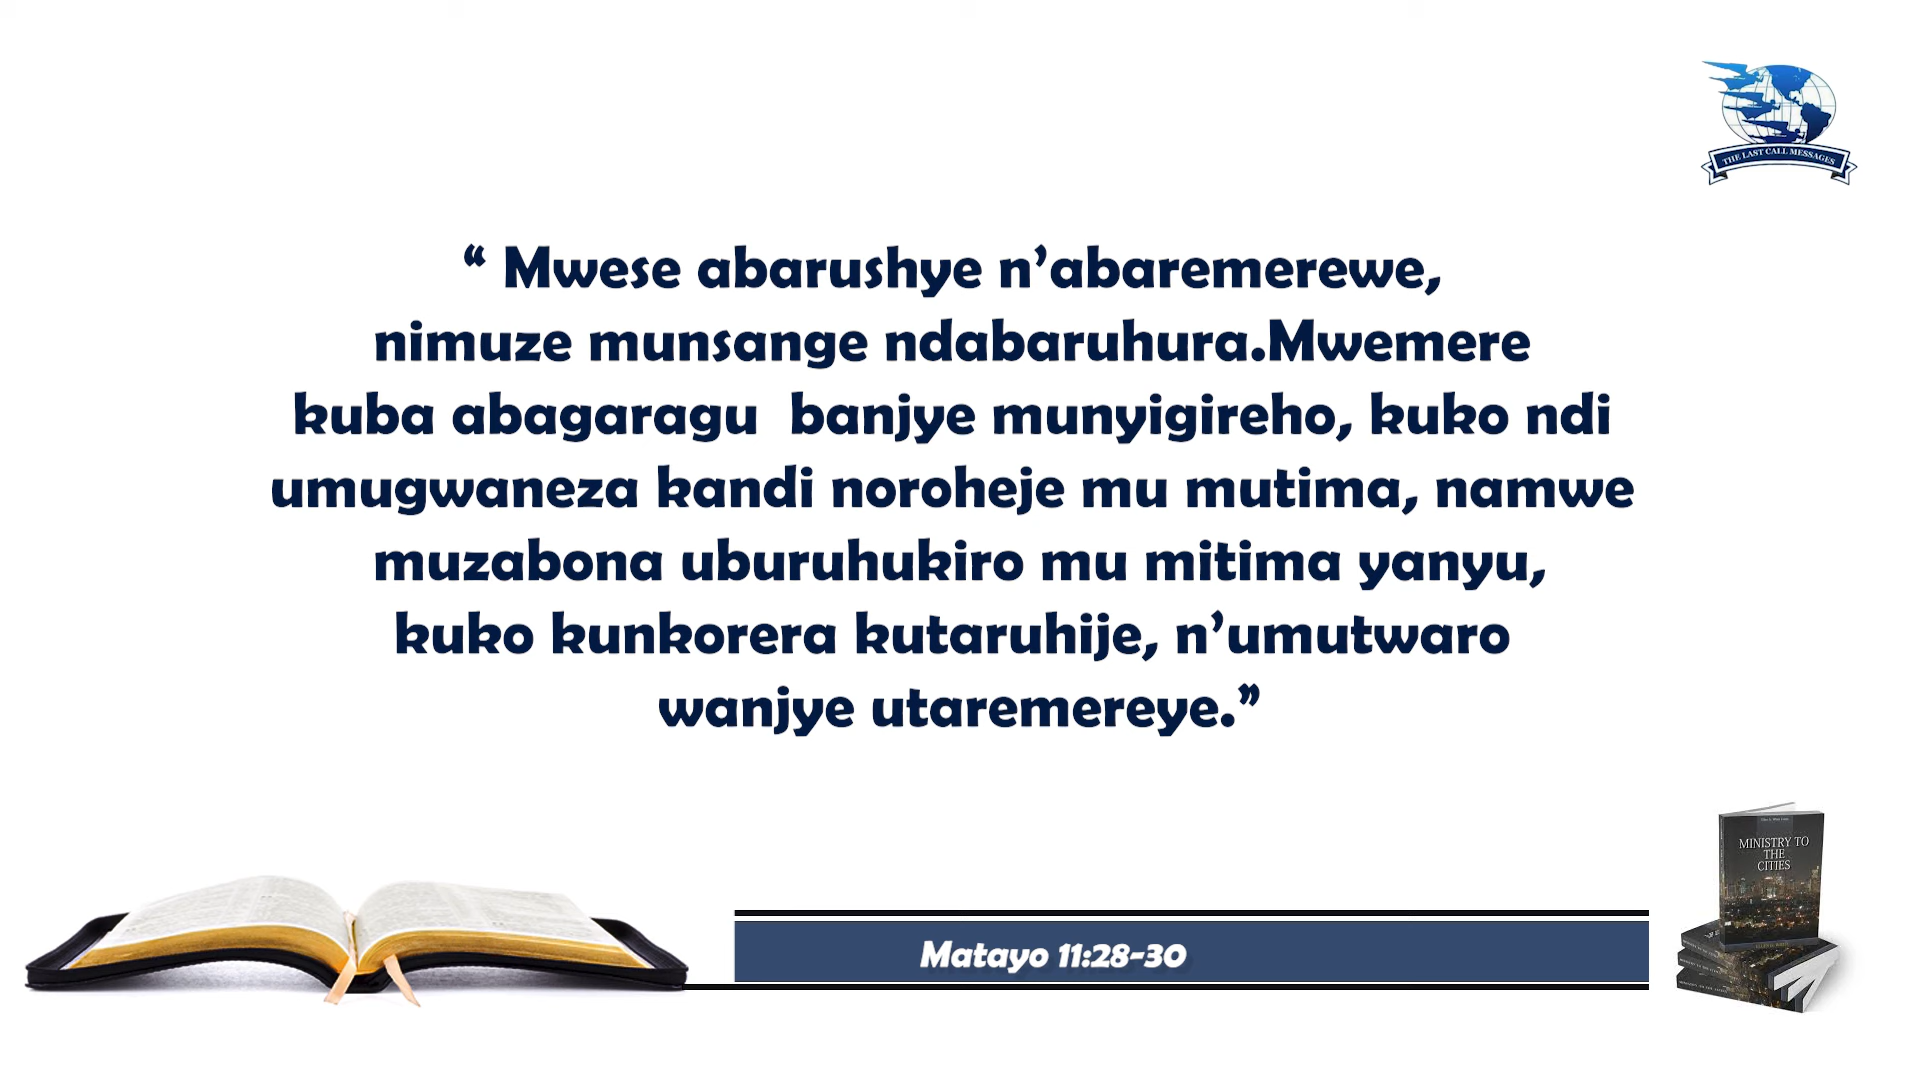 THE LAST CALL MESSAGES
“ Mwese abarushye n’abaremerewe,
nimuze munsange ndabaruhura.Mwemere
kuba abagaragu  banjye munyigireho, kuko ndi
umugwaneza kandi noroheje mu mutima, namwe
muzabona uburuhukiro mu mitima yanyu,
kuko kunkorera kutaruhije, n’umutwaro
wanjye utaremereye.”
MINISTRY TO
THE
CITIES
Matayo 11:28-30